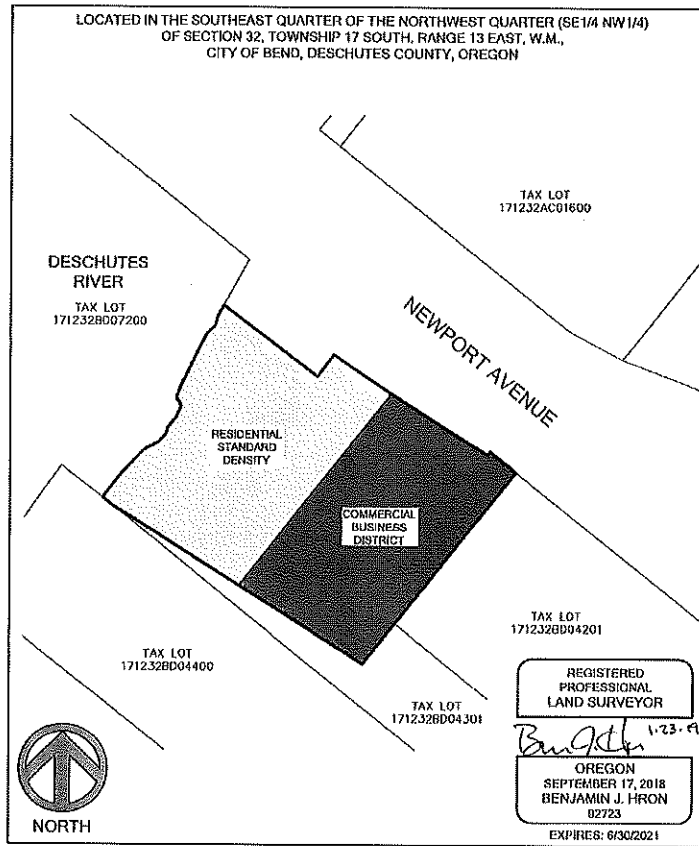 LOCATED IN THE SOUTHEAST QUARTER OF THE NORTHWEST QUARTER (SE1/4 NW1/4)
OF SECTION 32, TOWNSHIP 17 SOUTH, RANGE 13 EAST, W.M.,
CITY OF BEND, DESCHUTES COUNTY, OREGON
TAX LOT
171232AC01600
DESCHUTES
RIVER
TAX LOT
171232BD07200
NEWPORT AVENUE
RESIDENTIAL
STANDARD
DENSITY
COMMERCIAL
BUSINESS
DISTRICT
TAX LOT
171232BD04201
TAX LOT
171232BD04400
TAX LOT
171232BD04301
NORTH
REGISTERED
PROFESSIONAL
LAND SURVEYOR
1.23.19
OREGON
SEPTEMBER 17, 2018
BENJAMIN J. HRON
02723
EXPIRES: 6/30/2021